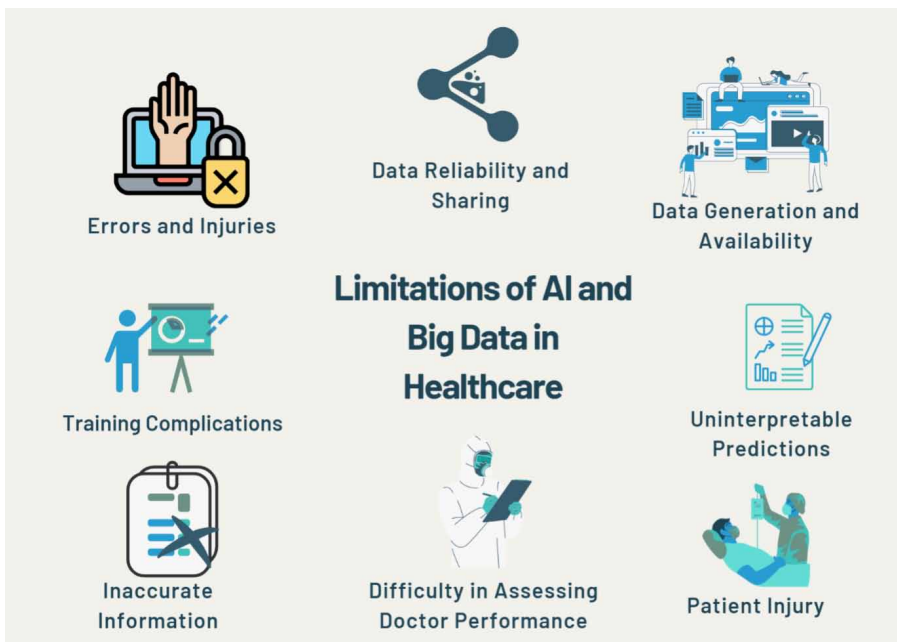 Errors and Injuries
Data Reliability and
Sharing
Data Generation and
Availability
Limitations of AI and
Big Data in
Healthcare
Training Complications
Uninterpretable
Predictions
Inaccurate
Information
Difficulty in Assessing
Doctor Performance
Patient Injury